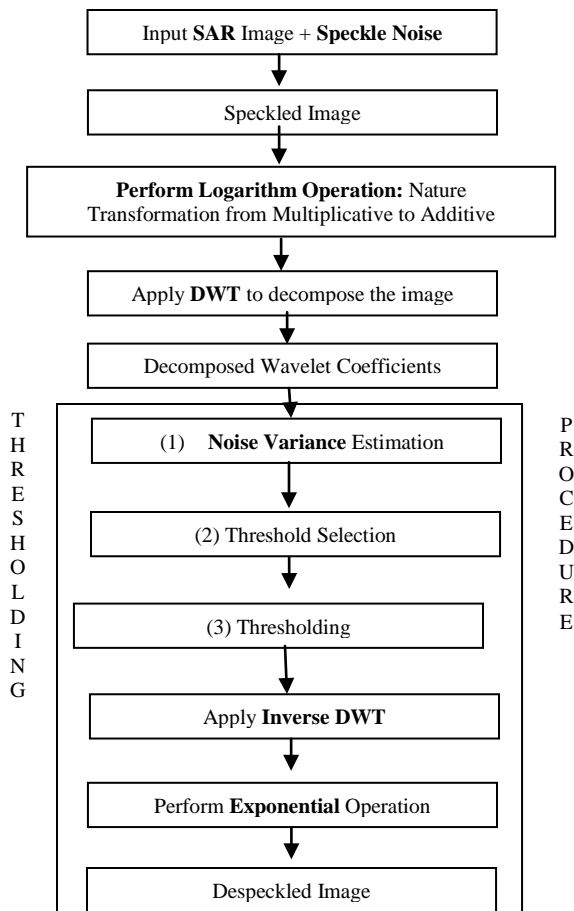 Input SAR Image + Speckle Noise
Speckled Image
Perform Logarithm Operation: Nature
Transformation from Multiplicative to Additive
Apply DWT to decompose the image
Decomposed Wavelet Coefficients
T
H
R
E
S
H
O
L
D
I
N
G
P
R
O
C
E
D
U
R
E
(1) Noise Variance Estimation
(2) Threshold Selection
(3) Thresholding
Apply Inverse DWT
Perform Exponential Operation
Despeckled Image